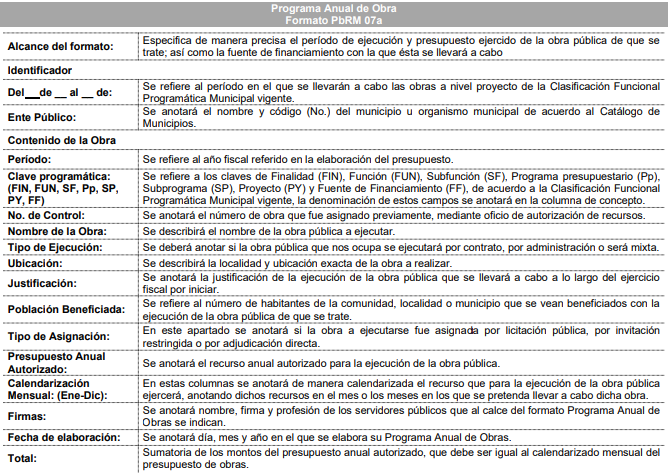 Programa Anual de Obra
Formato PbRM 07a
Alcance del formato:
Especifica de manera precisa el período de ejecución y presupuesto ejercido de la obra pública de que se
trate; así como la fuente de financiamiento con la que ésta se llevará a cabo
Identificador
Del__de __ al __ de:
Se refiere al período en el que se llevarán a cabo las obras a nivel proyecto de la Clasificación Funcional
Programática Municipal vigente.
Ente Público:
Se anotará el nombre y código (No.) del municipio u organismo municipal de acuerdo al Catálogo de
Municipios.
Contenido de la Obra
Período:
Se refiere al año fiscal referido en la elaboración del presupuesto.
Clave programática:
(FIN, FUN, SF, Pp, SP,
PY, FF)
Se refiere a los claves de Finalidad (FIN), Función (FUN), Subfunción (SF), Programa presupuestario (Pp),
Subprograma (SP), Proyecto (PY) y Fuente de Financiamiento (FF), de acuerdo a la Clasificación Funcional
Programática Municipal vigente, la denominación de estos campos se anotará en la columna de concepto.
No. de Control:
Se anotará el número de obra que fue asignado previamente, mediante oficio de autorización de recursos.
Nombre de la Obra:
Se describirá el nombre de la obra pública a ejecutar.
Tipo de Ejecución:
Se deberá anotar si la obra pública que nos ocupa se ejecutará por contrato, por administración o será mixta.
Ubicación:
Se describirá la localidad y ubicación exacta de la obra a realizar.
Justificación:
Se anotará la justificación de la ejecución de la obra pública que se llevará a cabo a lo largo del ejercicio
fiscal por iniciar.
Población Beneficiada:
Se refiere al número de habitantes de la comunidad, localidad o municipio que se vean beneficiados con la
ejecución de la obra pública de que se trate.
Tipo de Asignación:
En este apartado se anotará si la obra a ejecutarse fue asignada por licitación pública, por invitación
restringida o por adjudicación directa.
Presupuesto Anual
Autorizado:
Se anotará el recurso anual autorizado para la ejecución de la obra pública.
Calendarización
Mensual: (Ene-Dic):
En estas columnas se anotará de manera calendarizada el recurso que para la ejecución de la obra pública
ejercerá, anotando dichos recursos en el mes o los meses en los que se pretenda llevar a cabo dicha obra.
Firmas:
Se anotará nombre, firma y profesión de los servidores públicos que al calce del formato Programa Anual de
Obras se indican.
Fecha de elaboración:
Se anotará día, mes y año en el que se elabora su Programa Anual de Obras.
Total:
Sumatoria de los montos del presupuesto anual autorizado, que debe ser igual al calendarizado mensual del
presupuesto de obras.